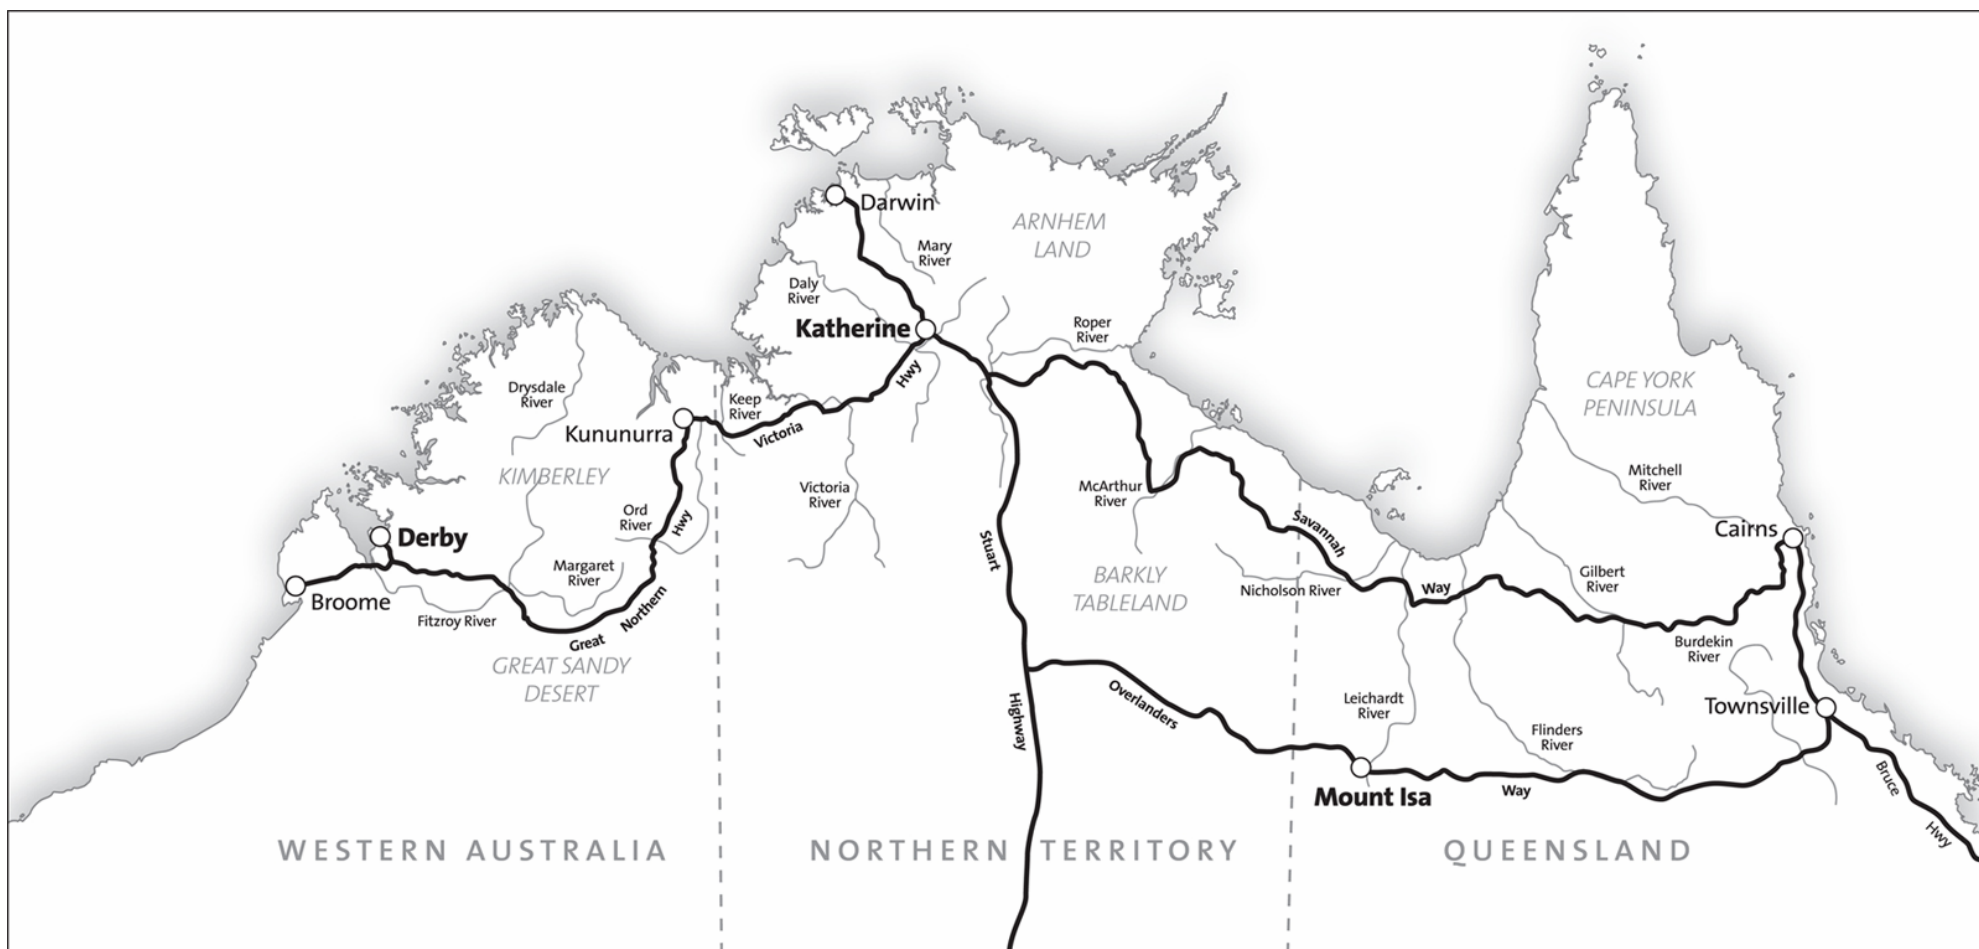 Darwin
ARNHEM
LAND
Mary
River
Daly
River
Katherine
Roper
River
Hwy
Drysdale
River
Keep
River
CAPE YORK
PENINSULA
Kununurra
Victoria
KIMBERLEY
Mitchell
River
Victoria
River
McArthur
River
Ord
River
Hwy
Savannah
Cairns
Derby
Stuart
Margaret
River
BARKLY
TABLELAND
Gilbert
River
Nicholson River
Way
Broome
Fitzroy River
Northern
Great
Burdekin
River
GREAT SANDY
DESERT
Overlanders
Leichardt
River
Townsville
Highway
Flinders
River
Mount Isa
Way
Bruce
Hwy
WESTERN AUSTRALIA
NORTHERN TERRITORY
QUEENSLAND